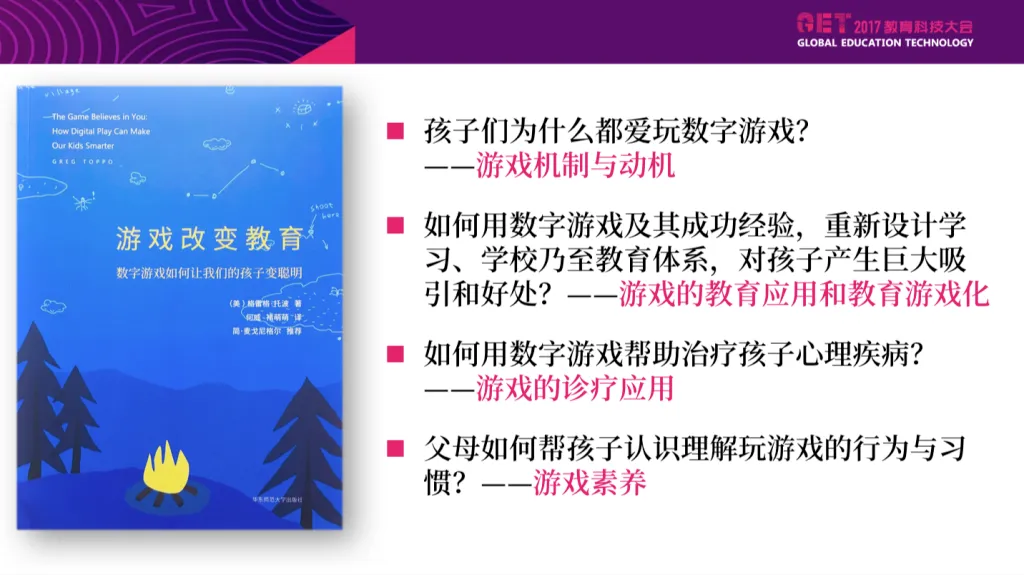 GET 2017教育科技大会
GLOBAL EDUCATION TECHNOLOGY
village
The Game Believes in You:
How Digital Play Can Make
Our Kids Smarter
GREG TOPPO
shoot
here
游戏改变教育
数字游戏如何让我们的孩子变聪明
（美）格雷格·托波 著
何威 褚萌萌 译
简·麦戈尼格尔 推荐
华东师范大学出版社
■ 孩子们为什么都爱玩数字游戏？
——游戏机制与动机
■ 如何用数字游戏及其成功经验，重新设计学
习、学校乃至教育体系，对孩子产生巨大吸
引和好处？——游戏的教育应用和教育游戏化
■ 如何用数字游戏帮助治疗孩子心理疾病？
——游戏的诊疗应用
■ 父母如何帮孩子认识理解玩游戏的行为与习
惯？——游戏素养